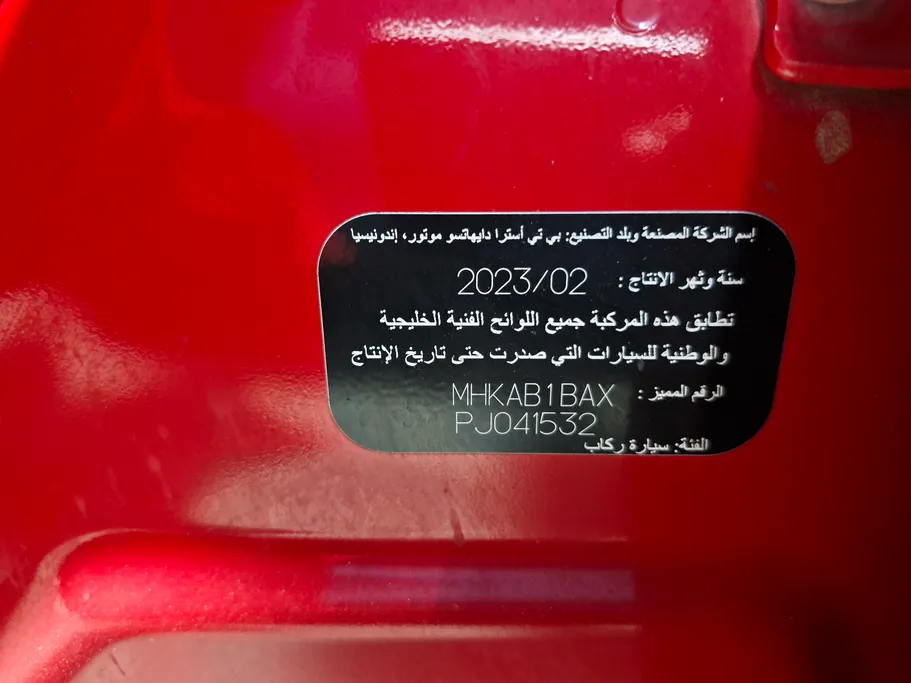 إسم الشركة المصنعة وبلد التصنيع: بي تي أسترا دايهاتسو موتور، إندونيسيا
سنة وشهر الانتاج : 2023/02
تطابق هذه المركبة جميع اللوائح الفنية الخليجية
والوطنية للسيارات التي صدرت حتى تاريخ الإنتاج
الرقم المميز : MHKAB1BAX
PJ041532
الفئة: سيارة ركاب